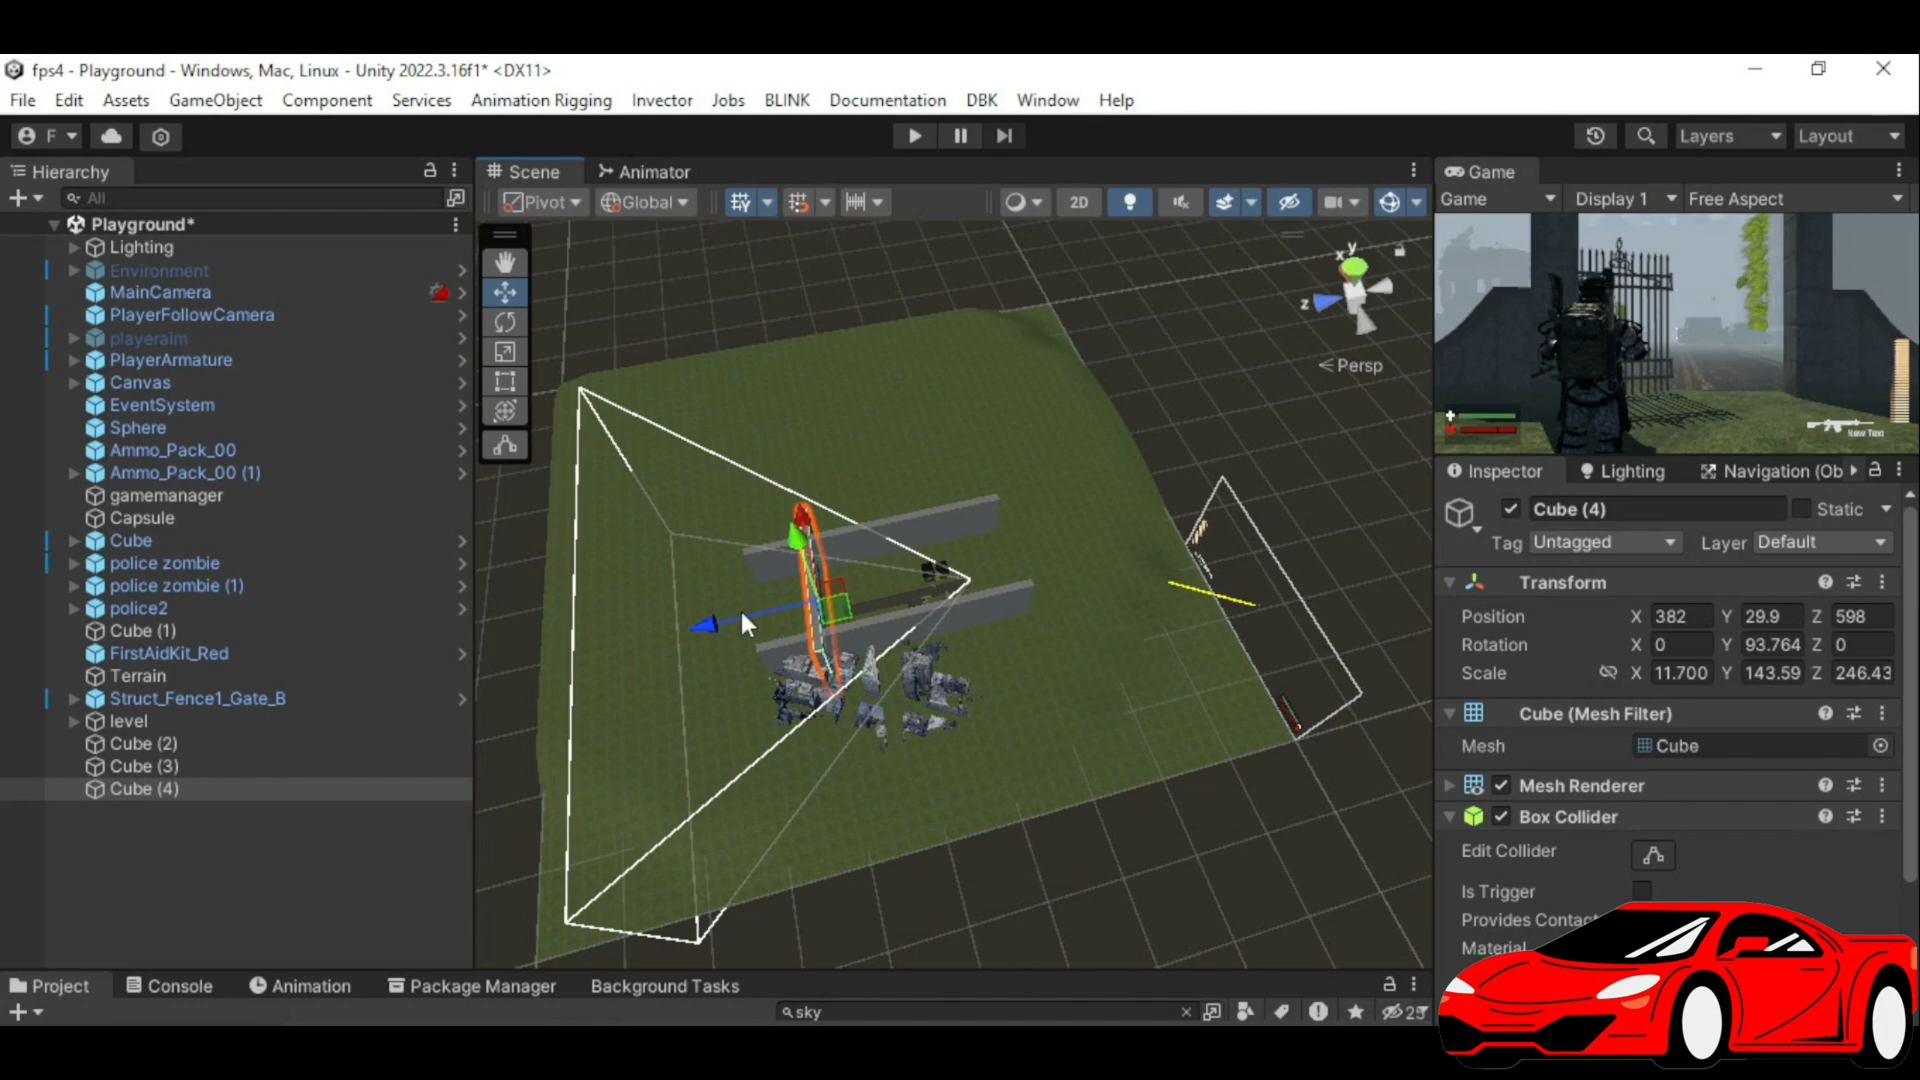 fps4 - Playground - Windows, Mac, Linux - Unity 2022.3.16f1* <DX11>
File Edit Assets GameObject Component Services Animation Rigging Invector Jobs BLINK Documentation DBK Window Help
F
Layers
Layout
Hierarchy
All
Playground*
Lighting
Environment
MainCamera
PlayerFollowCamera
playeraim
PlayerArmature
Canvas
EventSystem
Sphere
Ammo_Pack_00
Ammo_Pack_00 (1)
gamemanager
Capsule
Cube
police zombie
police zombie (1)
police2
Cube (1)
FirstAidKit_Red
Terrain
Struct_Fence1_Gate_B
level
Cube (2)
Cube (3)
Cube (4)
Scene Animator
Pivot Global 2D
x y
z
Persp
Game
Game Display 1 Free Aspect
New Text
Inspector Lighting Navigation (Ob
Cube (4) Static
Tag Untagged Layer Default
Transform
Position X 382 Y 29.9 Z 598
Rotation X 0 Y 93.764 Z 0
Scale X 11.700 Y 143.59 Z 246.43
Cube (Mesh Filter)
Mesh Cube
Mesh Renderer
Box Collider
Edit Collider
Is Trigger
Provides Contac
Material
Project Console Animation Package Manager Background Tasks
sky
25